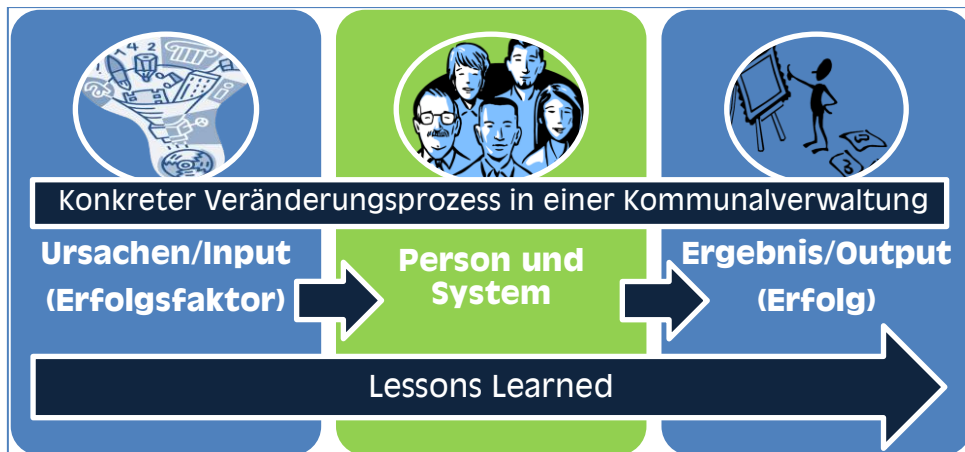 Konkreter Veränderungsprozess in einer Kommunalverwaltung
Ursachen/Input
(Erfolgsfaktor)
Person und
System
Ergebnis/Output
(Erfolg)
Lessons Learned